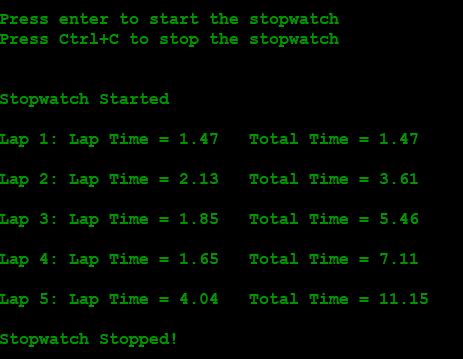 Press enter to start the stopwatch
Press Ctrl+C to stop the stopwatch
Stopwatch Started
Lap 1: Lap Time = 1.47   Total Time = 1.47
Lap 2: Lap Time = 2.13   Total Time = 3.61
Lap 3: Lap Time = 1.85   Total Time = 5.46
Lap 4: Lap Time = 1.65   Total Time = 7.11
Lap 5: Lap Time = 4.04   Total Time = 11.15
Stopwatch Stopped!